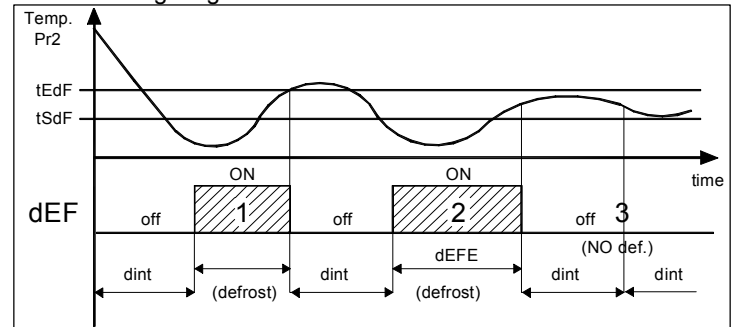 Temp.
Pr2
tEdF
tSdF
time
ON
ON
dEF
off
1
off
2
off
3
(NO def.)
dEFE
dint
(defrost)
dint
(defrost)
dint
dint